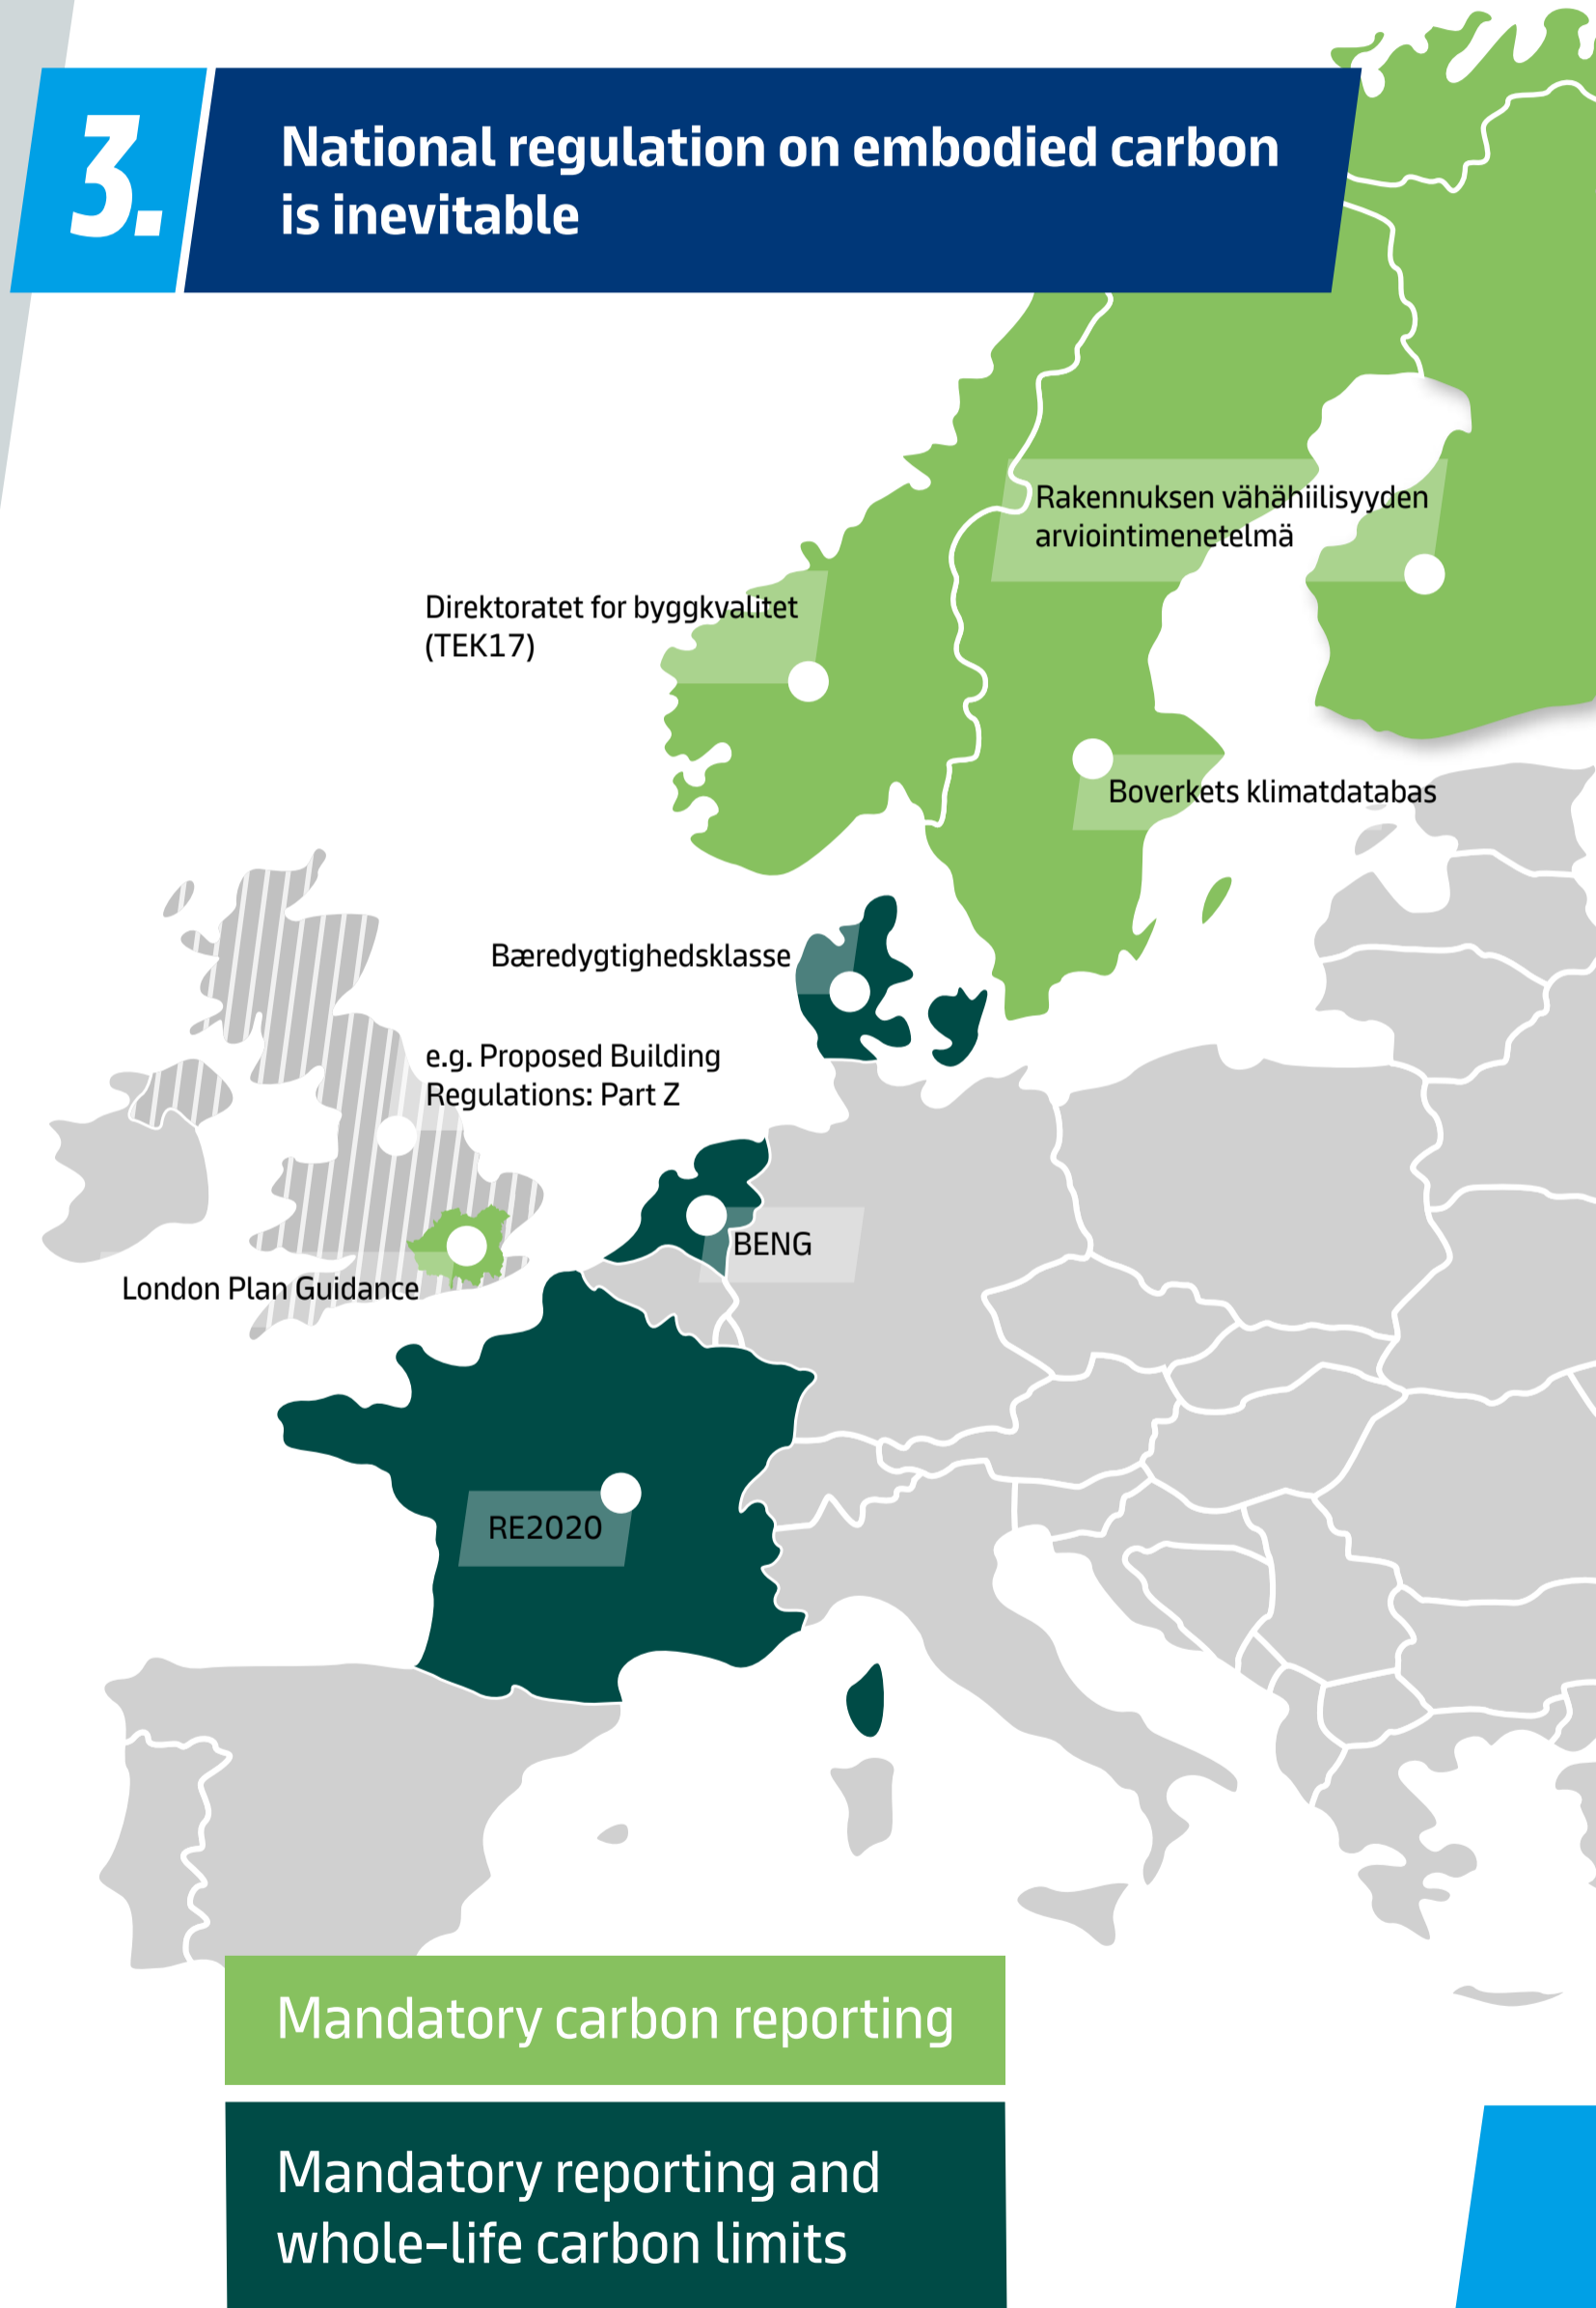 3.
National regulation on embodied carbon
is inevitable
Rakennuksen vähähiilisyyden
arviointimenetelmä
Direktoratet for byggkvalitet
(TEK17)
Boverkets klimatdatabas
Bæredygtighedsklasse
e.g. Proposed Building
Regulations: Part Z
BENG
London Plan Guidance
RE2020
Mandatory carbon reporting
Mandatory reporting and
whole-life carbon limits